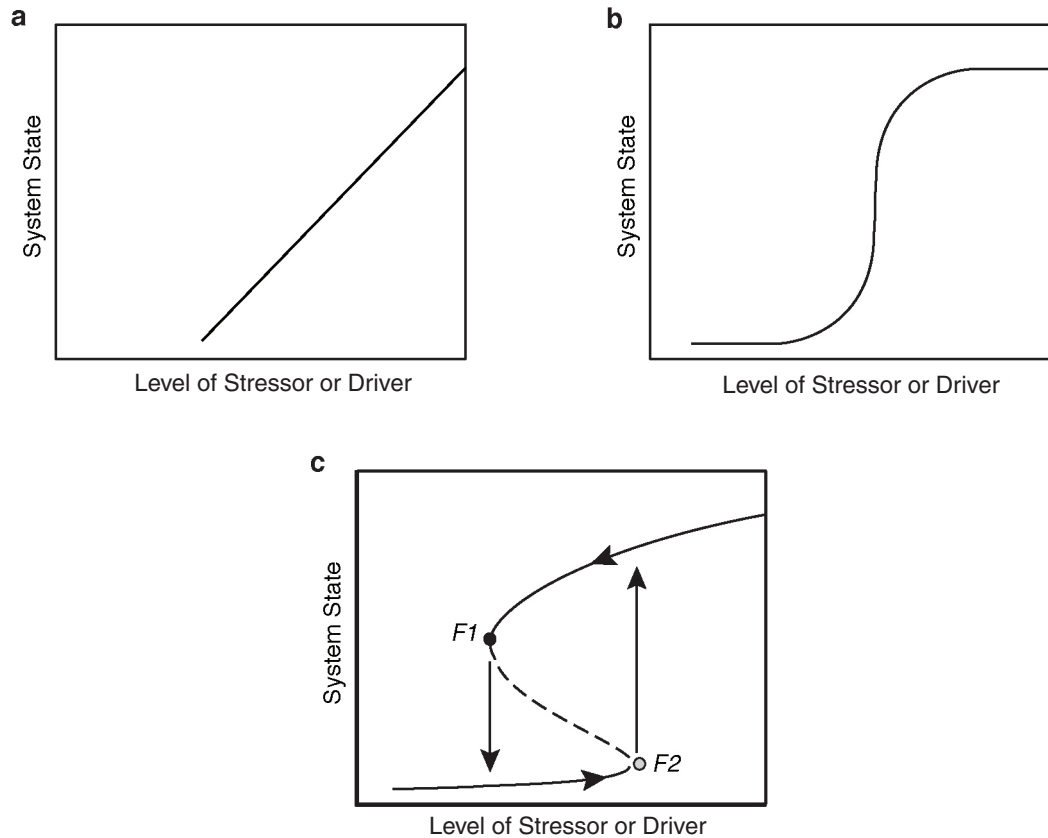 a
System State
Level of Stressor or Driver
b
System State
Level of Stressor or Driver
c
System State
F1
F2
Level of Stressor or Driver